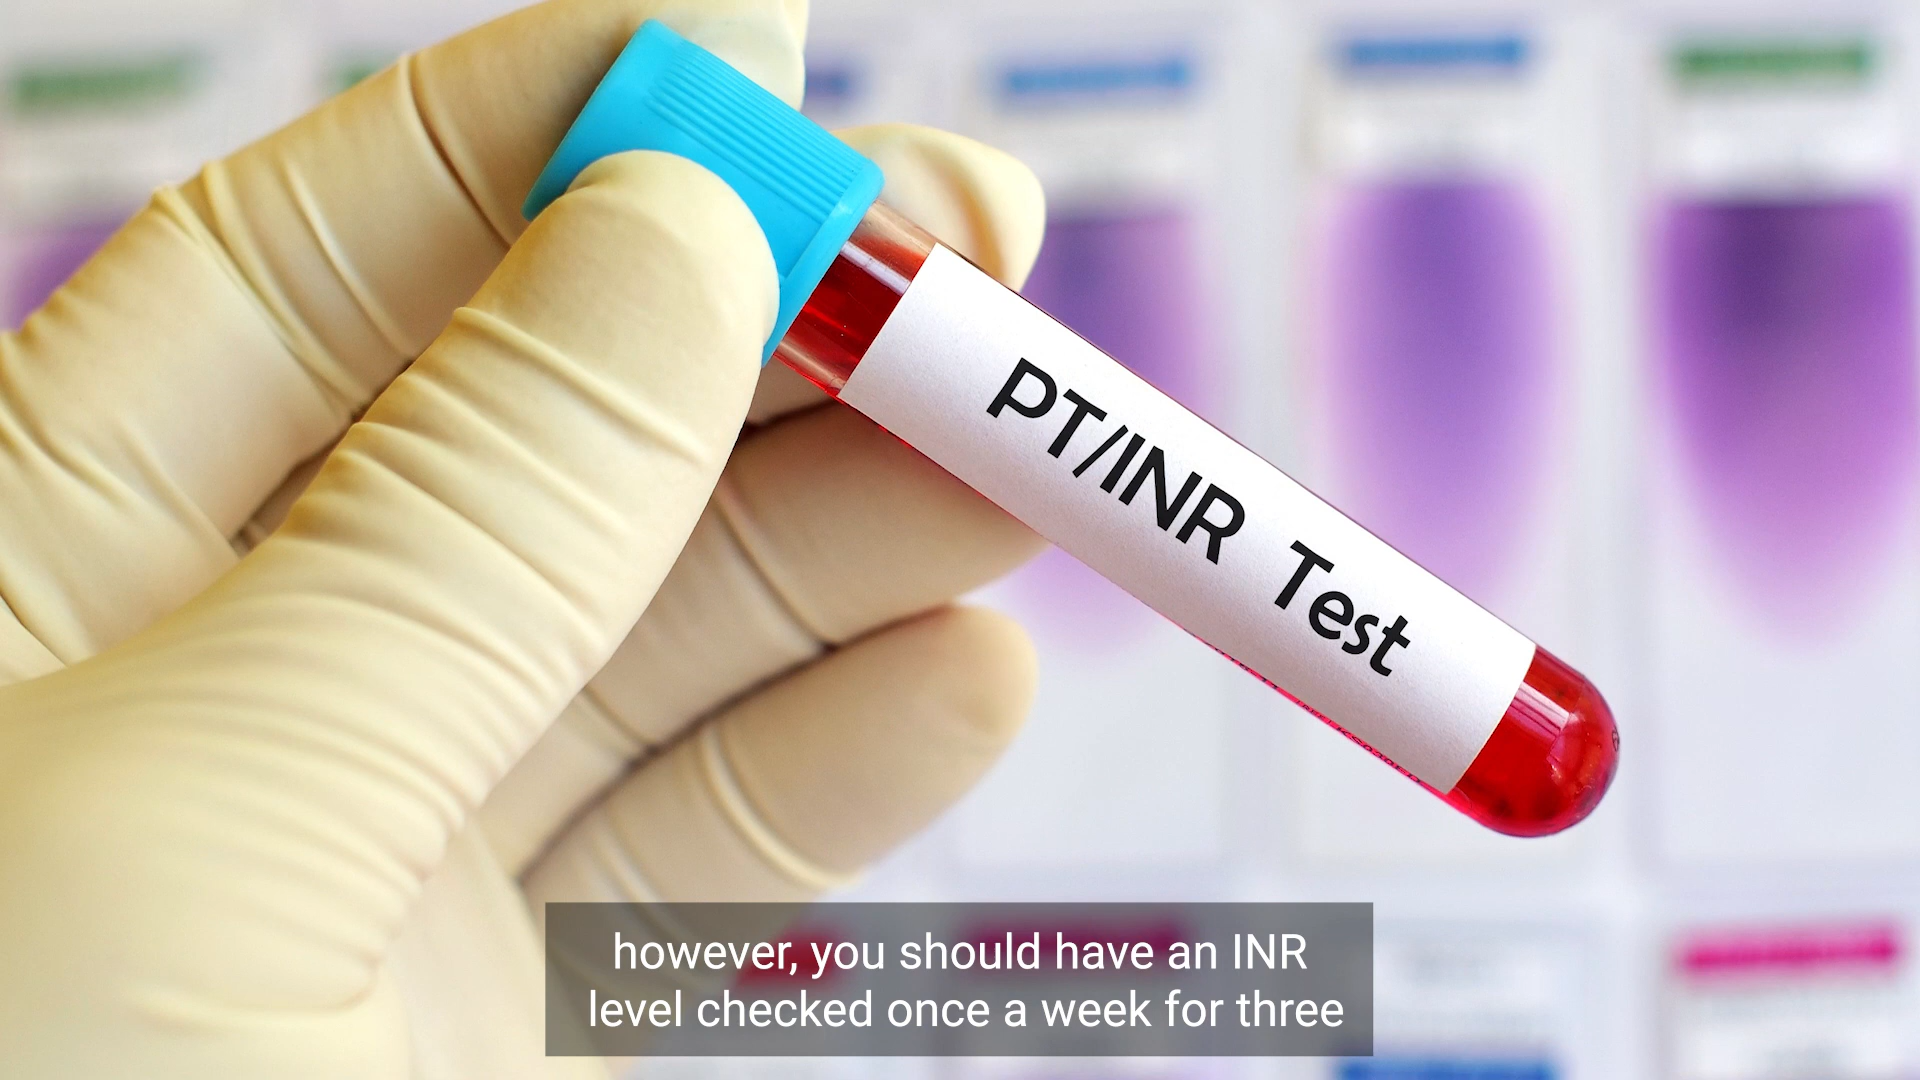 PT/INR Test
however, you should have an INR
level checked once a week for three